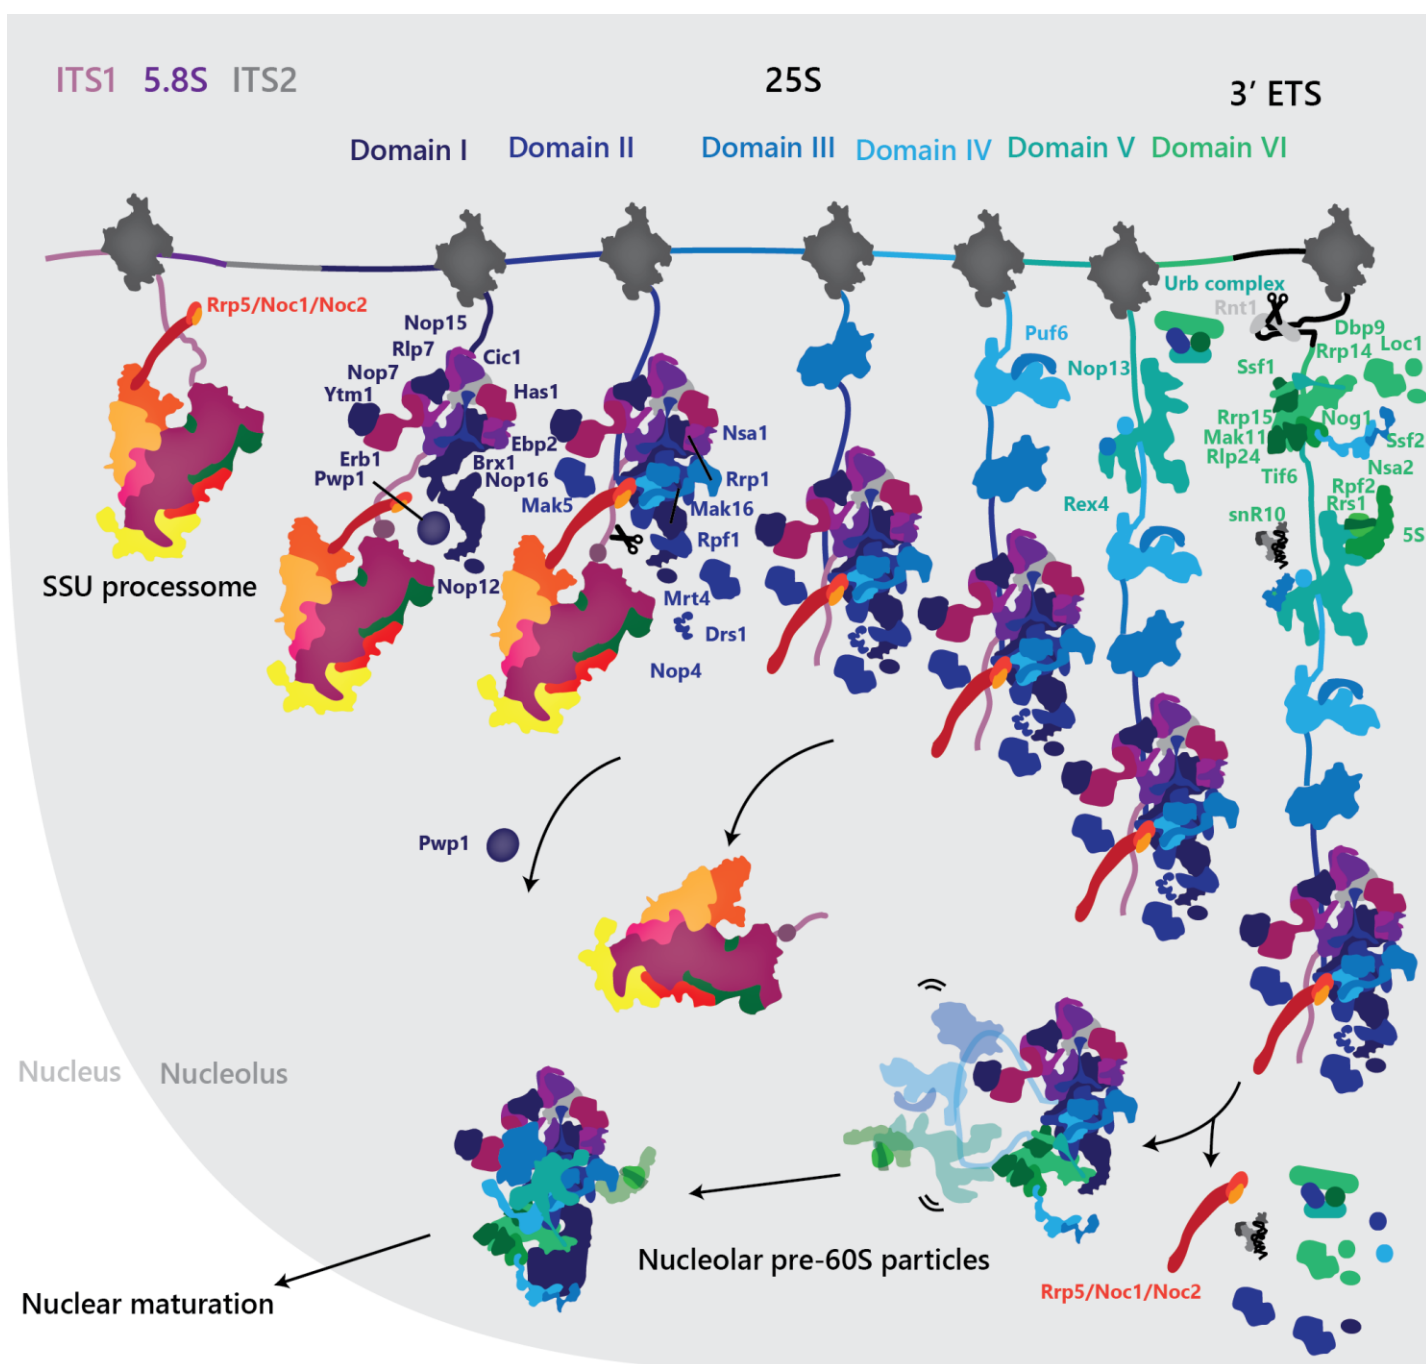 ITS1 5.8S ITS2
25S
3′ ETS
Domain I
Domain II
Domain III
Domain IV
Domain V
Domain VI
Rrp5/Noc1/Noc2
SSU processome
Nop15
Rlp7
Cic1
Nop7
Ytm1
Has1
Ebp2
Erb1
Brx1
Pwp1
Nop16
Nop12
Nsa1
Rrp1
Mak5
Mak16
Rpf1
Mrt4
Drs1
Nop4
Puf6
Nop13
Rex4
Urb complex
Rnt1
Dbp9
Rrp14
Loc1
Ssf1
Rrp15
Nog1
Mak11
Ssf2
Rlp24
Tif6
Nsa2
Rpf2
Rrs1
snR10
5S
Pwp1
Nucleus
Nucleolus
Nucleolar pre-60S particles
Rrp5/Noc1/Noc2
Nuclear maturation